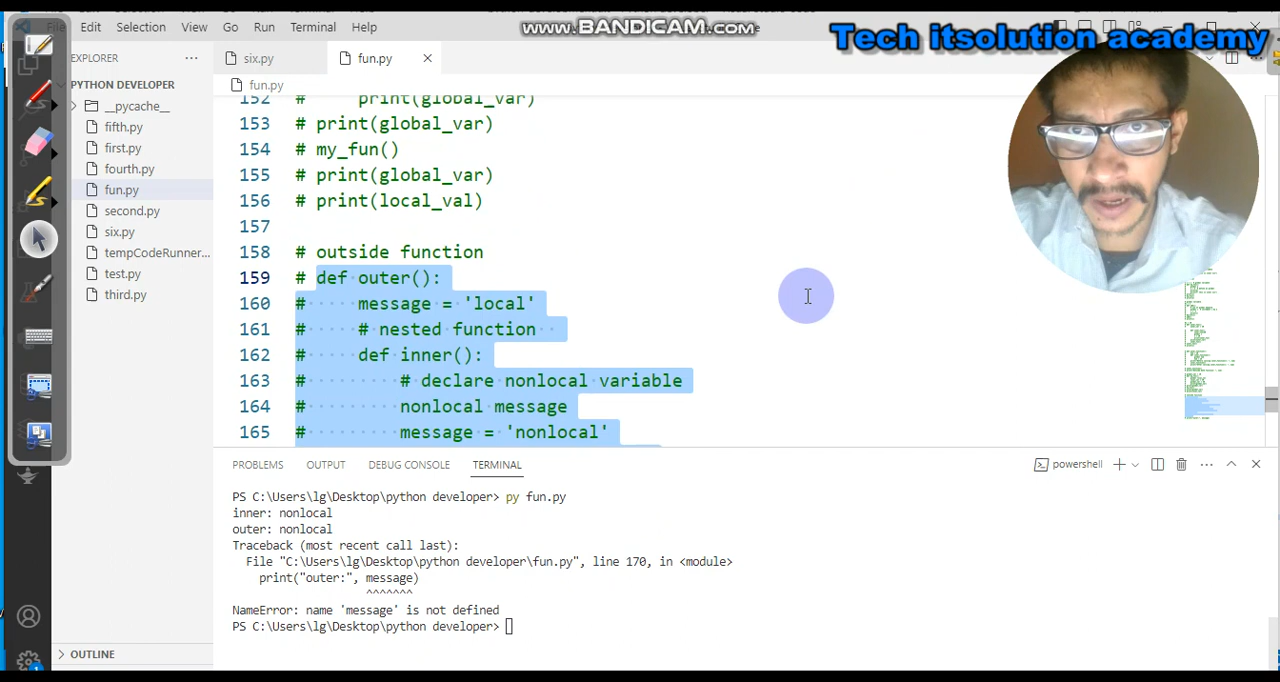 File Edit Selection View Go Run Terminal Help
www.BANDICAM.com
Tech itsolution academy
EXPLORER ···
six.py
fun.py
PYTHON DEVELOPER
fun.py
__pycache__
fifth.py
first.py
fourth.py
fun.py
second.py
six.py
tempCodeRunner...
test.py
third.py
OUTLINE
152 # print(global_var)
153 # print(global_var)
154 # my_fun()
155 # print(global_var)
156 # print(local_val)
157
158 # outside function
159 # def outer():
160 # message = 'local'
161 # # nested function
162 # def inner():
163 # # declare nonlocal variable
164 # nonlocal message
165 # message = 'nonlocal'
PROBLEMS OUTPUT DEBUG CONSOLE TERMINAL
powershell
PS C:\Users\lg\Desktop\python developer> py fun.py
inner: nonlocal
outer: nonlocal
Traceback (most recent call last):
File "C:\Users\lg\Desktop\python developer\fun.py", line 170, in <module>
print("outer:", message)
^^^^^^^
NameError: name 'message' is not defined
PS C:\Users\lg\Desktop\python developer>